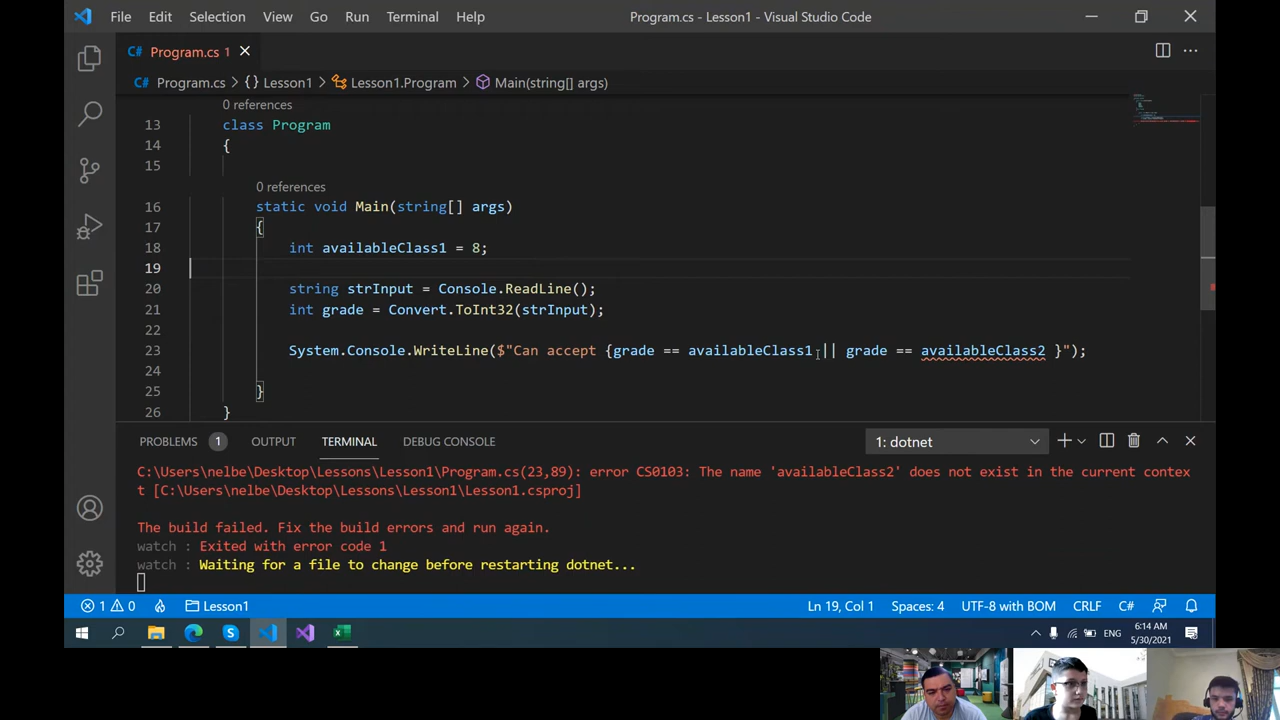 File Edit Selection View Go Run Terminal Help Program.cs - Lesson1 - Visual Studio Code
C# Program.cs 1
C# Program.cs > {} Lesson1 > Lesson1.Program > Main(string[] args)
0 references
13 class Program
14 {
15
0 references
16 static void Main(string[] args)
17 {
18 int availableClass1 = 8;
19
20 string strInput = Console.ReadLine();
21 int grade = Convert.ToInt32(strInput);
22
23 System.Console.WriteLine($"Can accept {grade == availableClass1 || grade == availableClass2 }");
24
25 }
26 }
PROBLEMS 1 OUTPUT TERMINAL DEBUG CONSOLE 1: dotnet
C:\Users\nelbe\Desktop\Lessons\Lesson1\Program.cs(23,89): error CS0103: The name 'availableClass2' does not exist in the current contex
t [C:\Users\nelbe\Desktop\Lessons\Lesson1\Lesson1.csproj]
The build failed. Fix the build errors and run again.
watch : Exited with error code 1
watch : Waiting for a file to change before restarting dotnet...
1 0 Lesson1 Ln 19, Col 1 Spaces: 4 UTF-8 with BOM CRLF C#
ENG 6:14 AM
5/30/2021